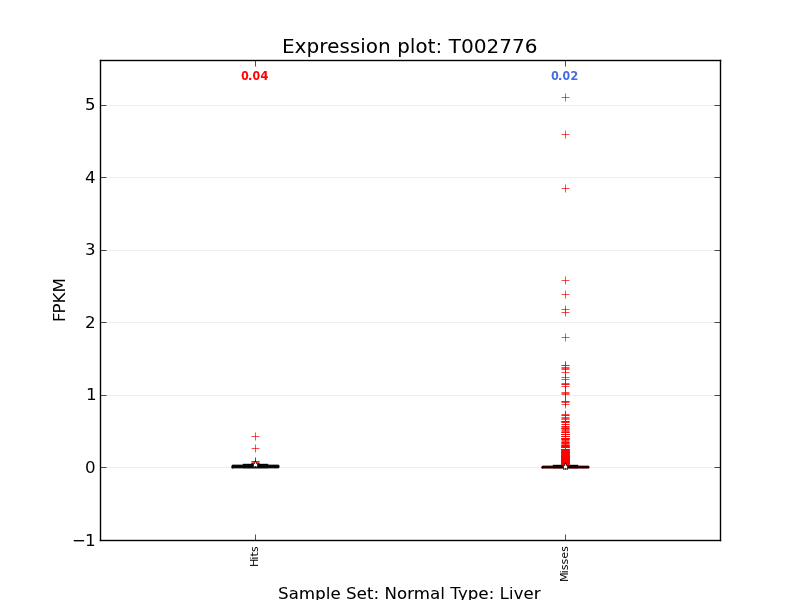 Expression plot: T002776
0.04
0.02
5
4
3
2
1
0
−1
FPKM
Hits
Misses
Sample Set: Normal Type: Liver